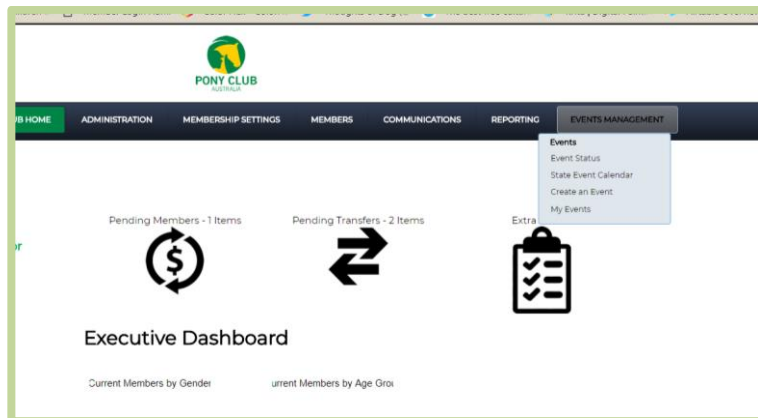 PONY CLUB
AUSTRALIA
UB HOME ADMINISTRATION MEMBERSHIP SETTINGS MEMBERS COMMUNICATIONS REPORTING EVENTS MANAGEMENT
Events
Event Status
State Event Calendar
Create an Event
My Events
Pending Members - 1 Items Pending Transfers - 2 Items Extra
or
$
Executive Dashboard
Current Members by Gender urrent Members by Age Grou